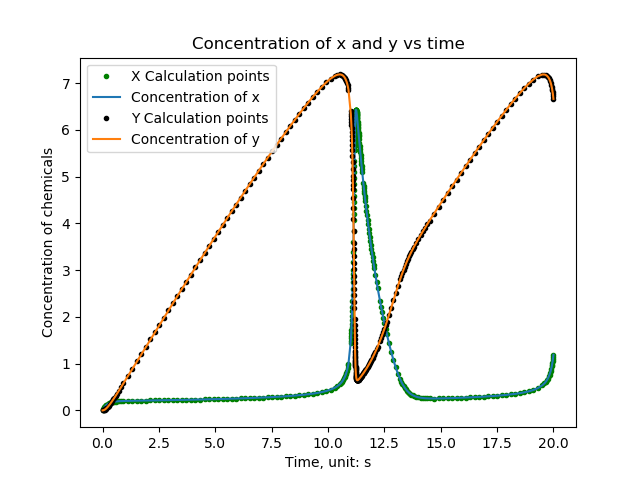 Concentration of x and y vs time
X Calculation points
Concentration of x
Y Calculation points
Concentration of y
Concentration of chemicals
7
6
5
4
3
2
1
0
0.0 2.5 5.0 7.5 10.0 12.5 15.0 17.5 20.0
Time, unit: s